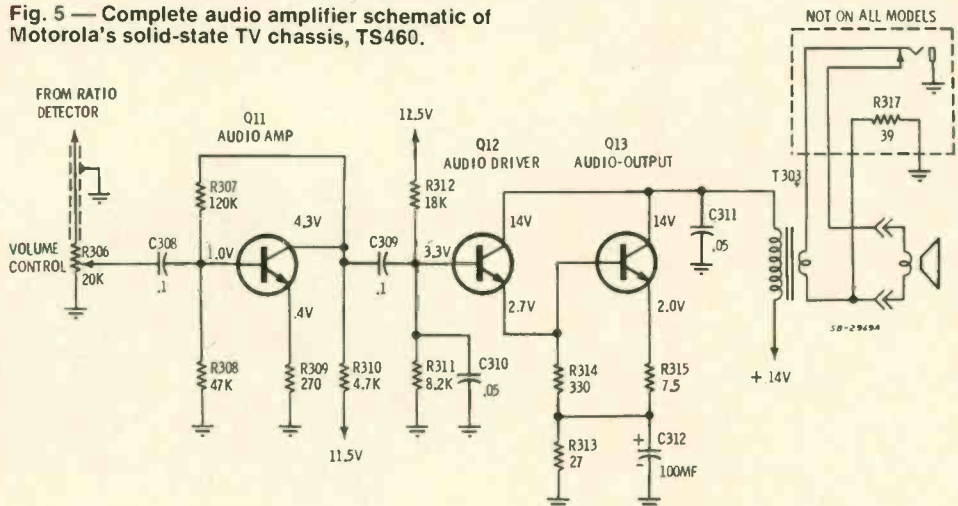 Fig. 5 — Complete audio amplifier schematic of
Motorola's solid-state TV chassis, TS460.
NOT ON ALL MODELS
R317
39
FROM RATIO
DETECTOR
Q11
AUDIO AMP
11.5V
Q12
AUDIO DRIVER
Q13
AUDIO-OUTPUT
T303
R307
120K
R312
18K
14V
14V
C311
.05
4.3V
VOLUME
CONTROL
R306
20K
C308
.1
1.0V
C309
.1
3.3V
.4V
2.7V
2.0V
SB-2969A
+ 14V
R308
47K
R309
270
R310
4.7K
R311
8.2K
C310
.05
R314
330
R315
7.5
11.5V
R313
27
+
-
C312
100MF